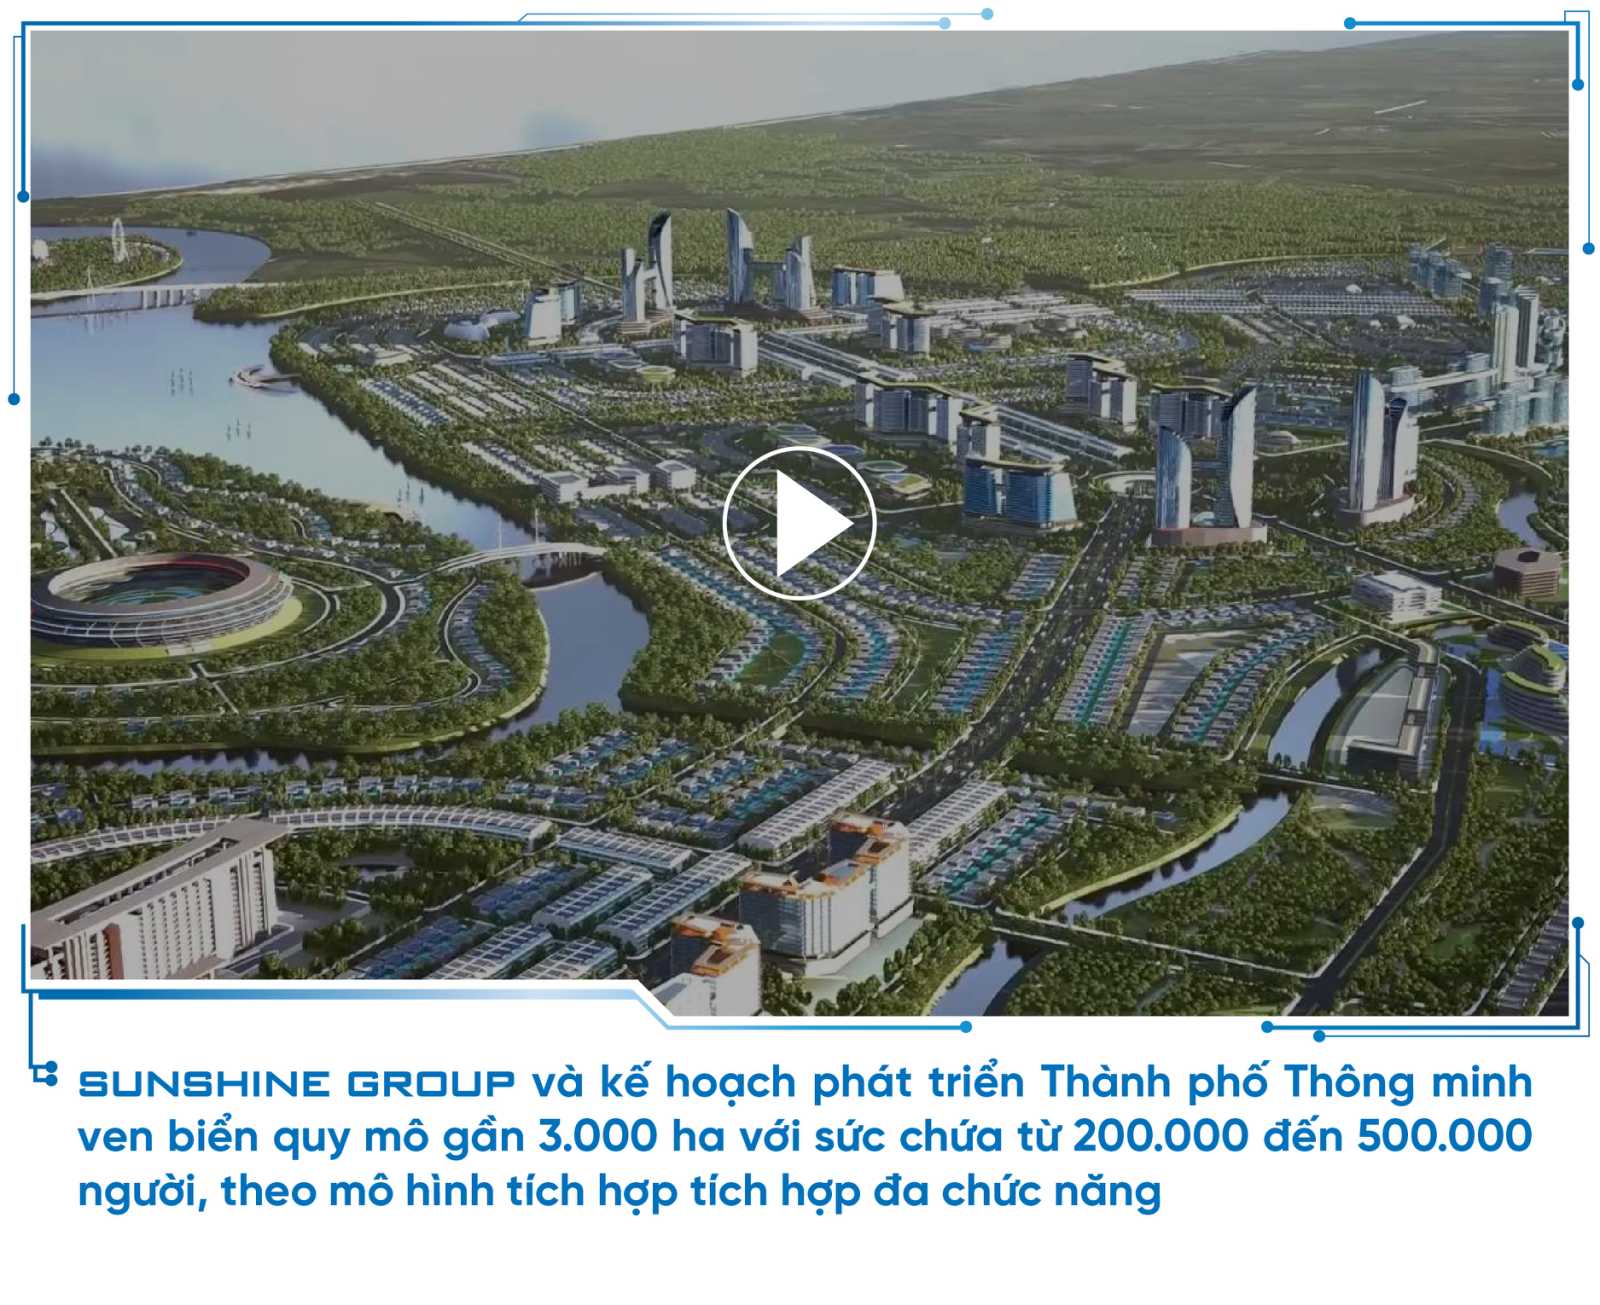 SUNSHINE GROUP và kế hoạch phát triển Thành phố Thông minh
ven biển quy mô gần 3.000 ha với sức chứa từ 200.000 đến 500.000
người, theo mô hình tích hợp tích hợp đa chức năng